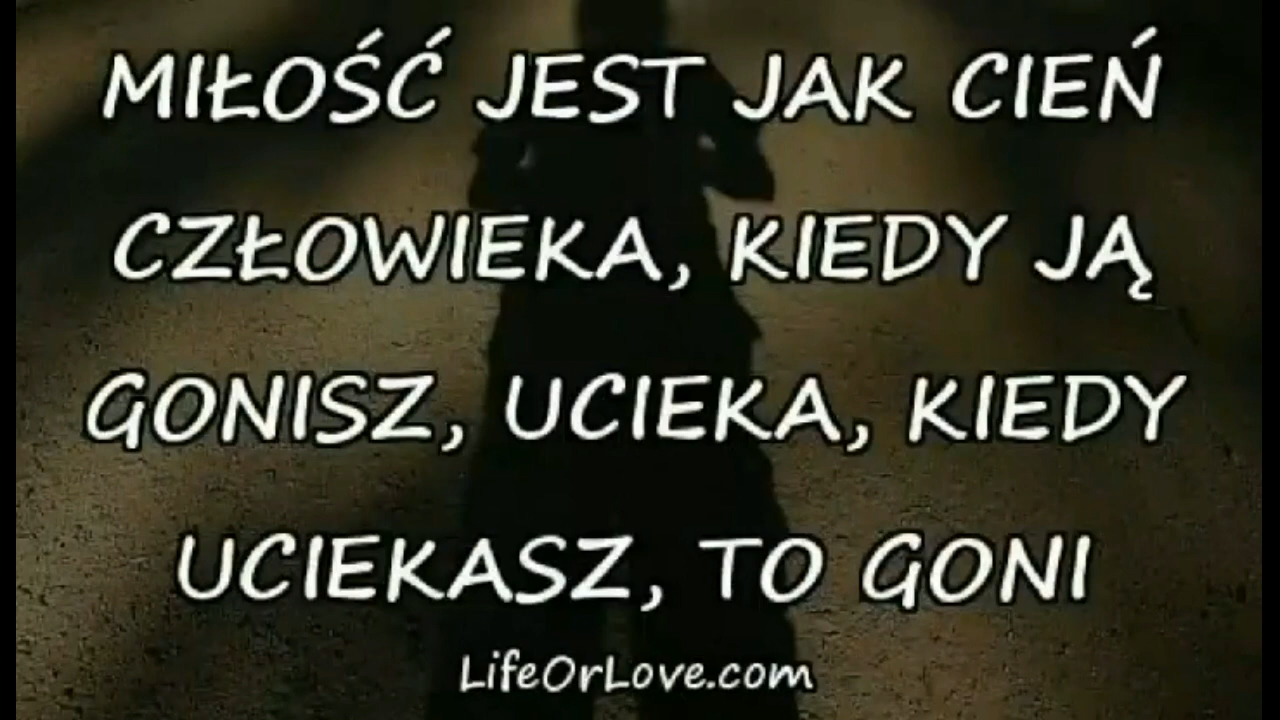 MIŁOŚĆ JEST JAK CIEŃ
CZŁOWIEKA, KIEDY JĄ
GONISZ, UCIEKA, KIEDY
UCIEKASZ, TO GONI
LifeOrLove.com